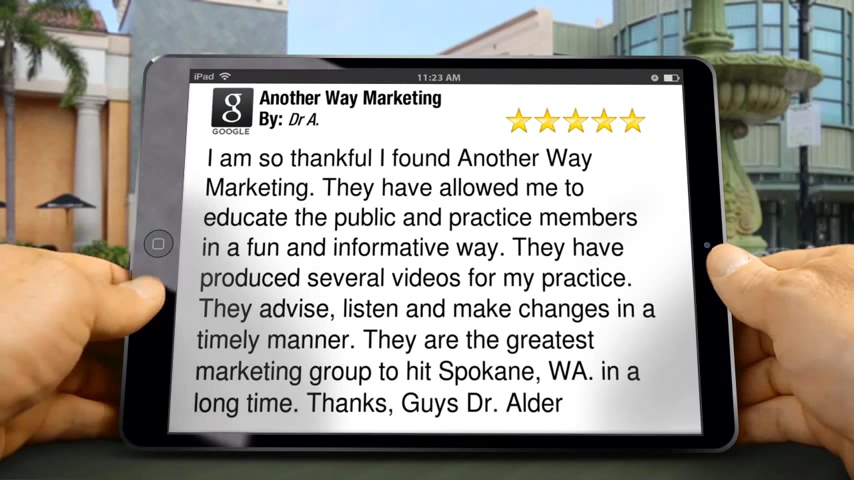 iPad
11:23 AM
g
GOOGLE
Another Way Marketing
By: Dr A.
I am so thankful I found Another Way
Marketing. They have allowed me to
educate the public and practice members
in a fun and informative way. They have
produced several videos for my practice.
They advise, listen and make changes in a
timely manner. They are the greatest
marketing group to hit Spokane, WA. in a
long time. Thanks, Guys Dr. Alder